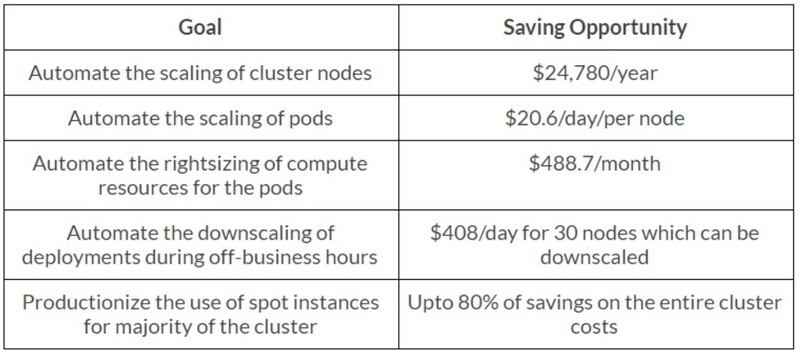 Goal
Saving Opportunity
Automate the scaling of cluster nodes
$24,780/year
Automate the scaling of pods
$20.6/day/per node
Automate the rightsizing of compute
resources for the pods
$488.7/month
Automate the downscaling of
deployments during off-business hours
$408/day for 30 nodes which can be
downscaled
Productionize the use of spot instances
for majority of the cluster
Upto 80% of savings on the entire cluster
costs